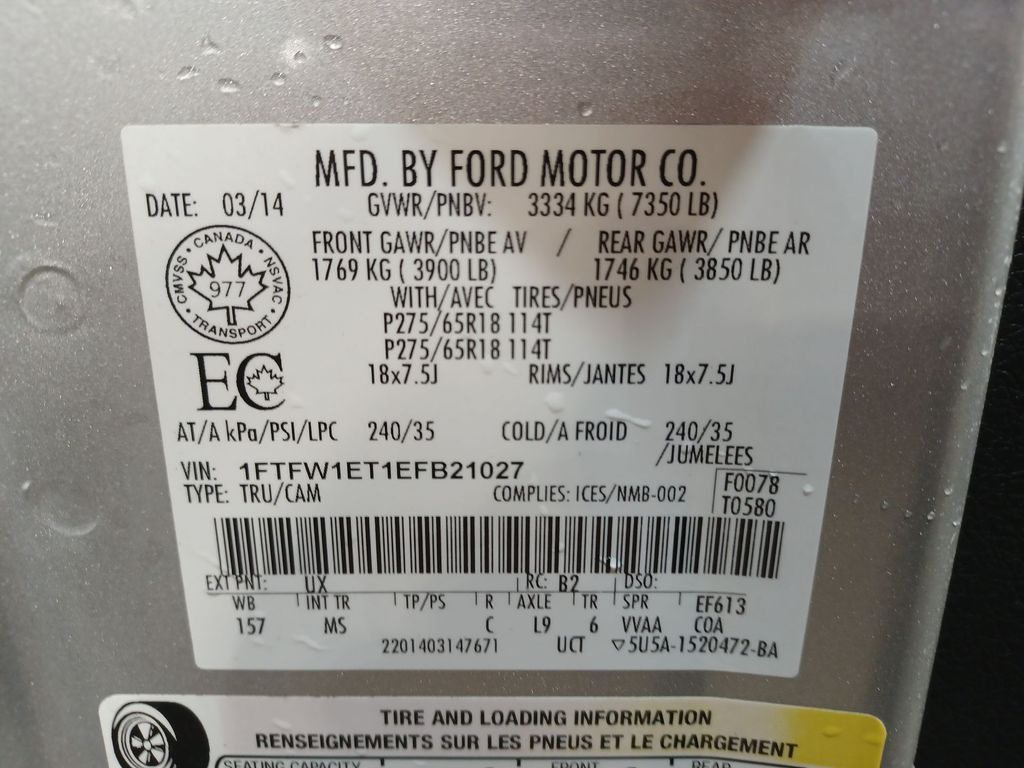 MFD. BY FORD MOTOR CO.
DATE: 03/14 GVWR/PNBV: 3334 KG ( 7350 LB)
FRONT GAWR/PNBE AV / REAR GAWR/ PNBE AR
1769 KG ( 3900 LB) 1746 KG ( 3850 LB)
WITH/AVEC TIRES/PNEUS
P275/65R18 114T
P275/65R18 114T
18x7.5J RIMS/JANTES 18x7.5J
CANADA
CMVSS 977 NSVAC
TRANSPORT
EC
AT/A kPa/PSI/LPC 240/35 COLD/A FROID 240/35
/JUMELEES
VIN: 1FTFW1ET1EFB21027
TYPE: TRU/CAM COMPLIES: ICES/NMB-002
F0078
T0580
EXT PNT: UX RC: B2 DSO:
WB INT TR TP/PS R AXLE TR SPR EF613
157 MS C L9 6 VVAA COA
2201403147671 UCT ▽5U5A-1520472-BA
TIRE AND LOADING INFORMATION
RENSEIGNEMENTS SUR LES PNEUS ET LE CHARGEMENT
SEATING CAPACITY FRONT REAR